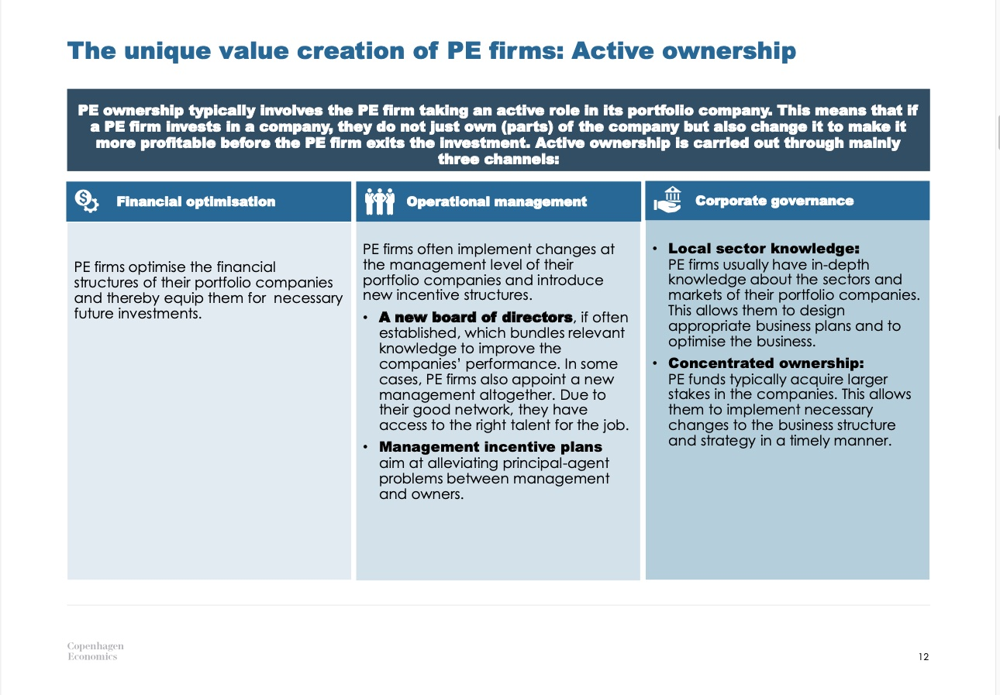 The unique value creation of PE firms: Active ownership
PE ownership typically involves the PE firm taking an active role in its portfolio company. This means that if
a PE firm invests in a company, they do not just own (parts) of the company but also change it to make it
more profitable before the PE firm exits the investment. Active ownership is carried out through mainly
three channels:
Financial optimisation
PE firms optimise the financial
structures of their portfolio companies
and thereby equip them for  necessary
future investments.
Operational management
PE firms often implement changes at
the management level of their
portfolio companies and introduce
new incentive structures.
• A new board of directors, if often
established, which bundles relevant
knowledge to improve the
companies’ performance. In some
cases, PE firms also appoint a new
management altogether. Due to
their good network, they have
access to the right talent for the job.
• Management incentive plans
aim at alleviating principal-agent
problems between management
and owners.
Corporate governance
• Local sector knowledge:
PE firms usually have in-depth
knowledge about the sectors and
markets of their portfolio companies.
This allows them to design
appropriate business plans and to
optimise the business.
• Concentrated ownership:
PE funds typically acquire larger
stakes in the companies. This allows
them to implement necessary
changes to the business structure
and strategy in a timely manner.
Copenhagen
Economics
12